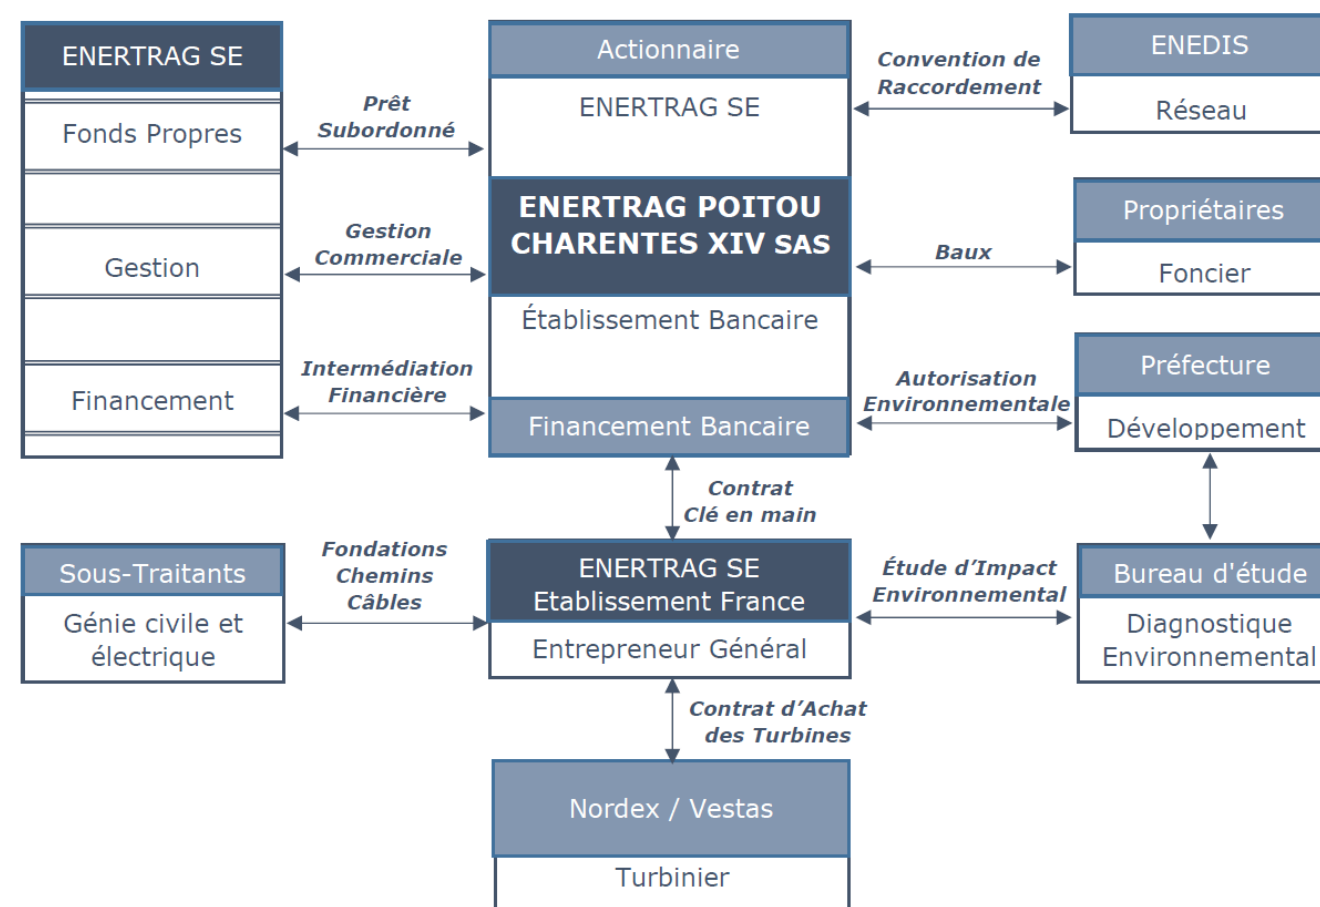 ENERTRAG SE
Fonds Propres
Gestion
Financement
Prêt
Subordonné
Gestion
Commerciale
Intermédiation
Financière
Actionnaire
ENERTRAG SE
ENERTRAG POITOU
CHARENTES XIV SAS
Établissement Bancaire
Financement Bancaire
Convention de
Raccordement
Baux
Autorisation
Environnementale
ENEDIS
Réseau
Propriétaires
Foncier
Préfecture
Développement
Contrat
Clé en main
Sous-Traitants
Génie civile et
électrique
Fondations
Chemins
Câbles
ENERTRAG SE
Etablissement France
Entrepreneur Général
Étude d’Impact
Environnemental
Bureau d'étude
Diagnostique
Environnemental
Contrat d’Achat
des Turbines
Nordex / Vestas
Turbinier